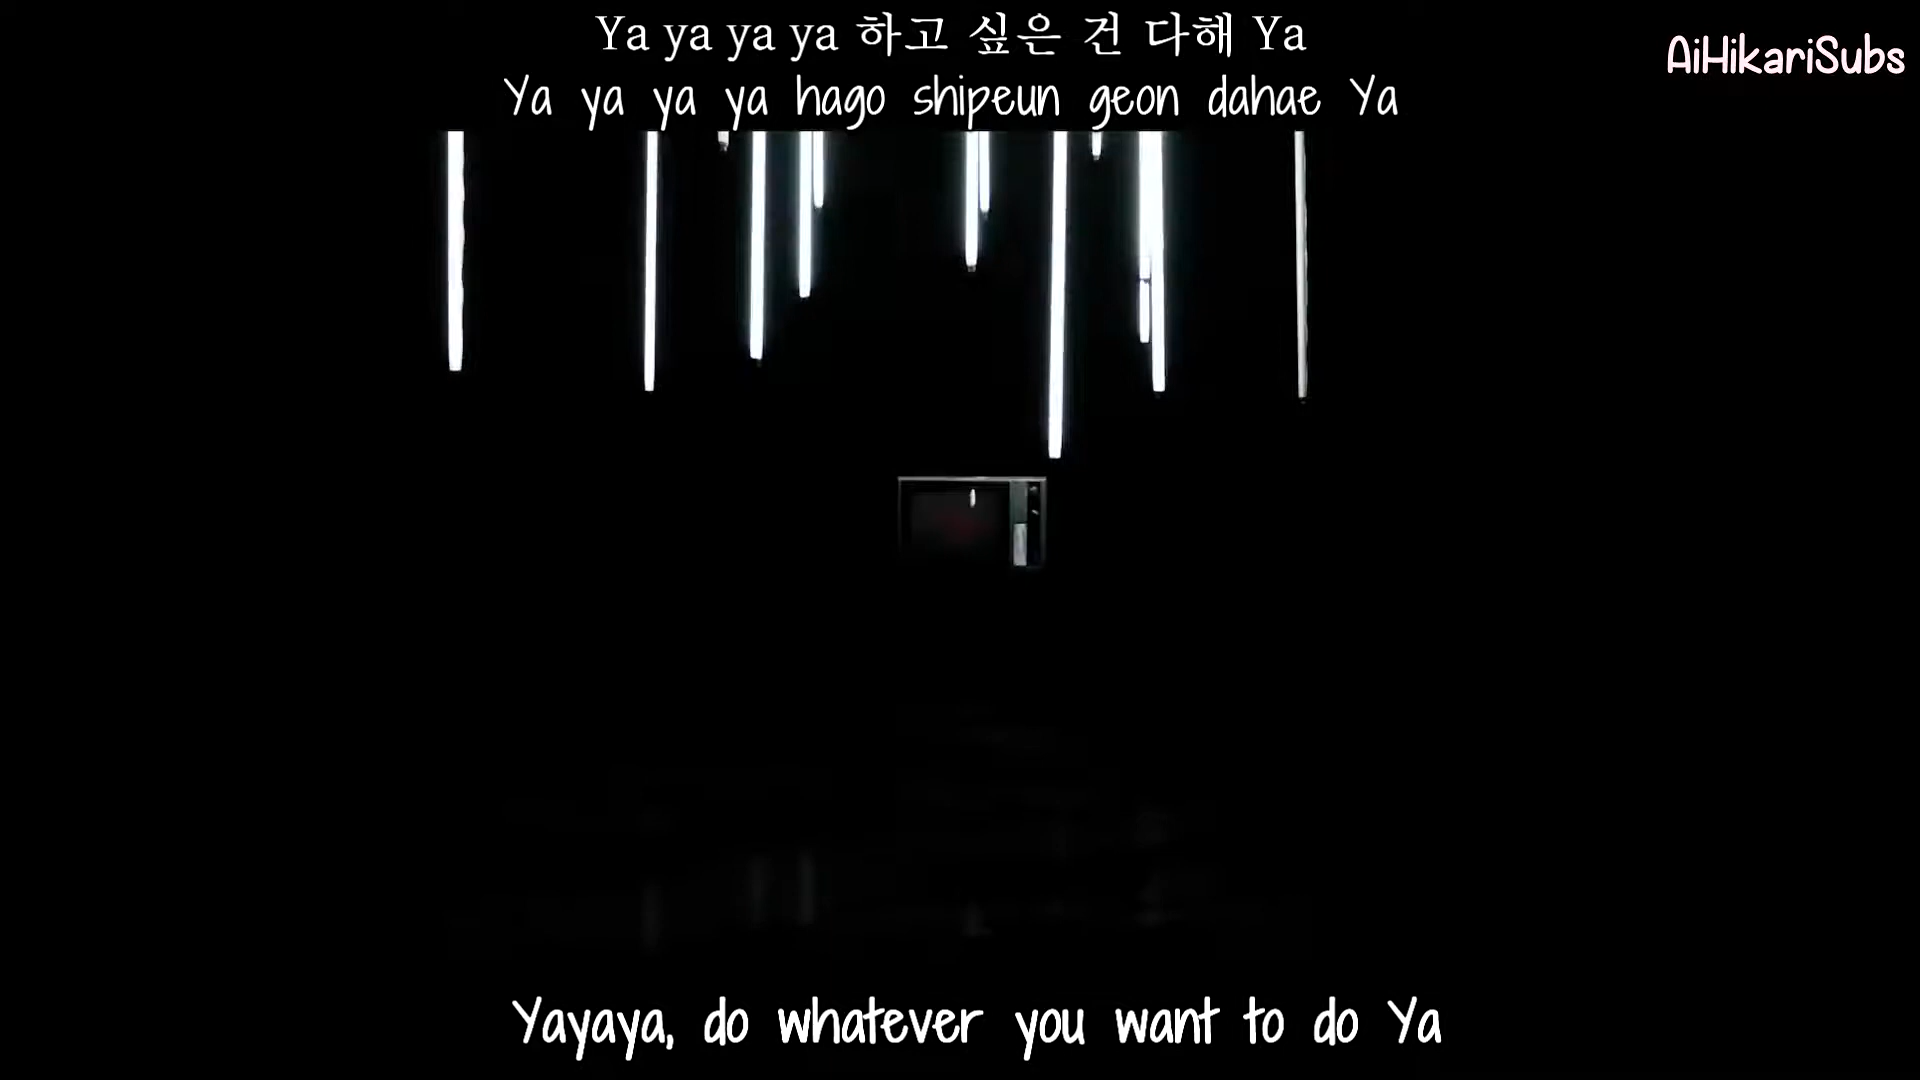 Ya ya ya ya 하고 싶은 건 다해 Ya
AiHikariSubs
Ya ya ya ya hago shipeun geon dahae Ya
Yayaya, do whatever you want to do Ya